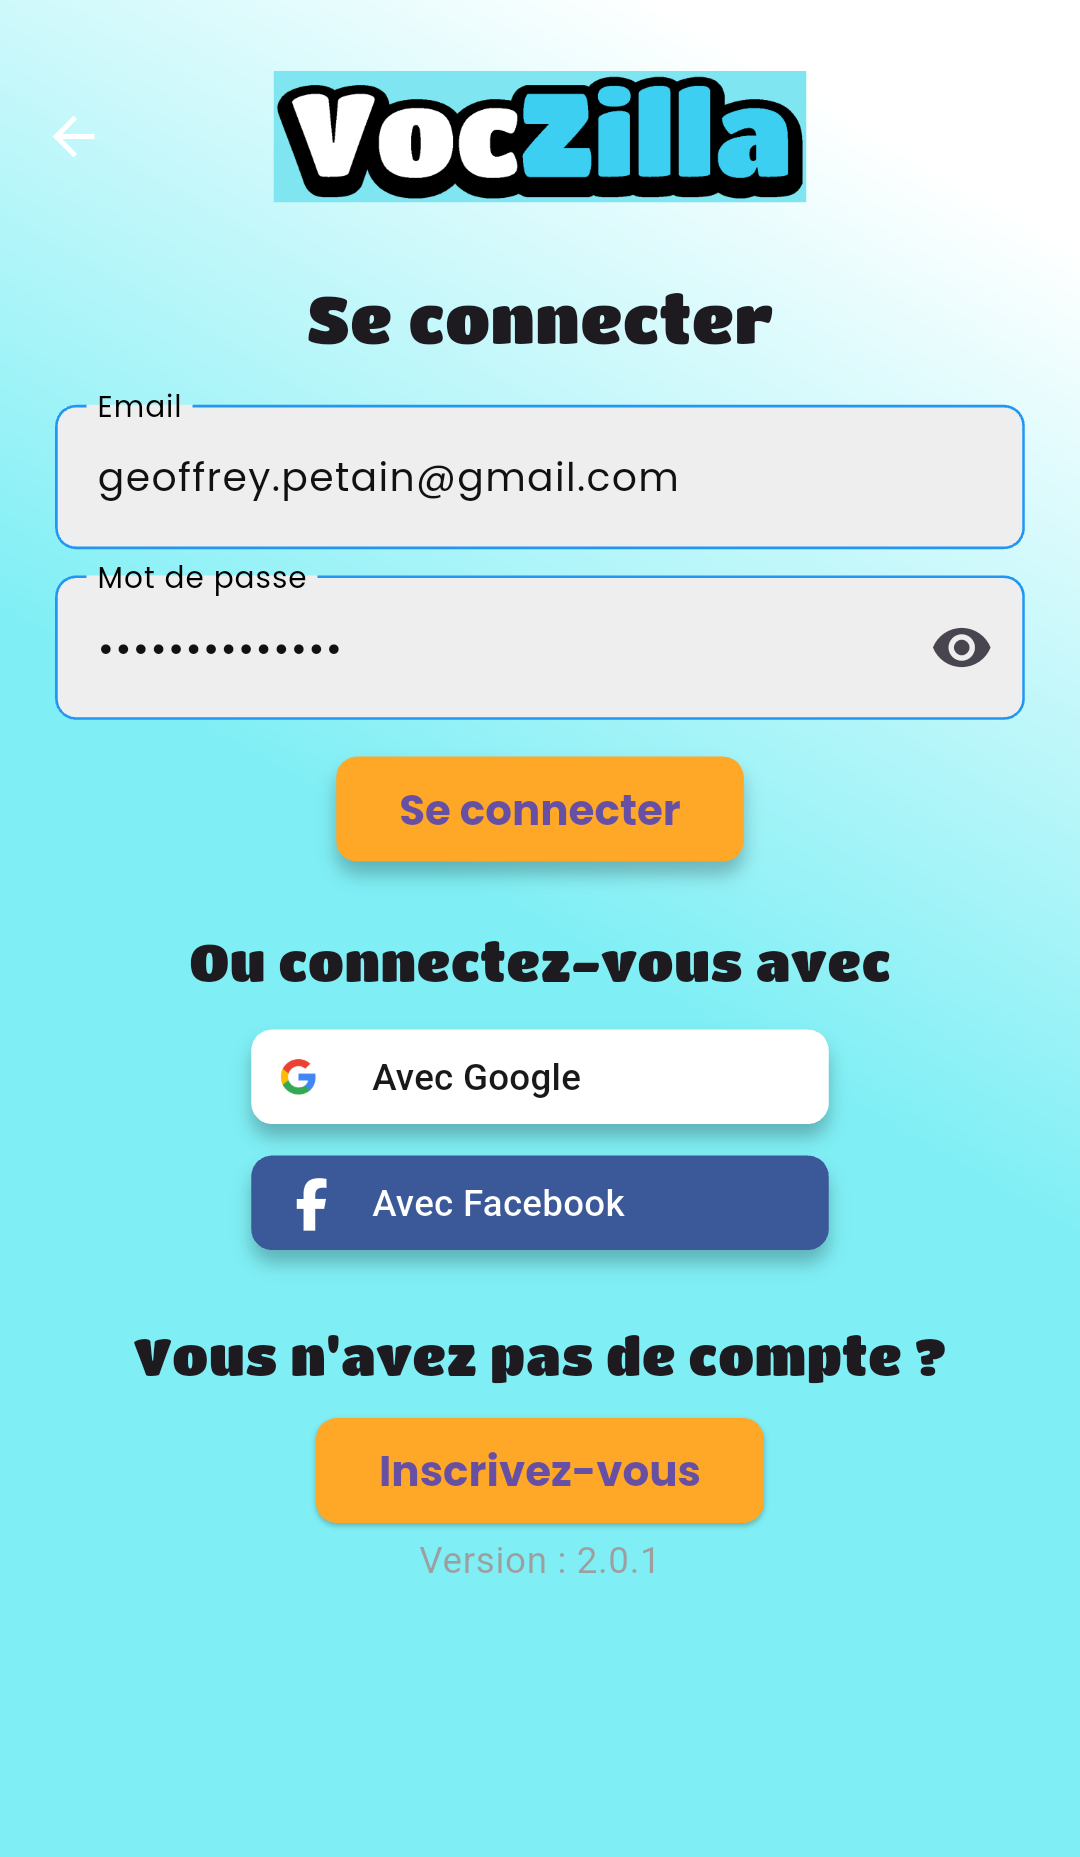 VocZilla
Se connecter
Email
geoffrey.petain@gmail.com
Mot de passe
••••••••••••••
Se connecter
Ou connectez-vous avec
Avec Google
Avec Facebook
Vous n'avez pas de compte ?
Inscrivez-vous
Version : 2.0.1